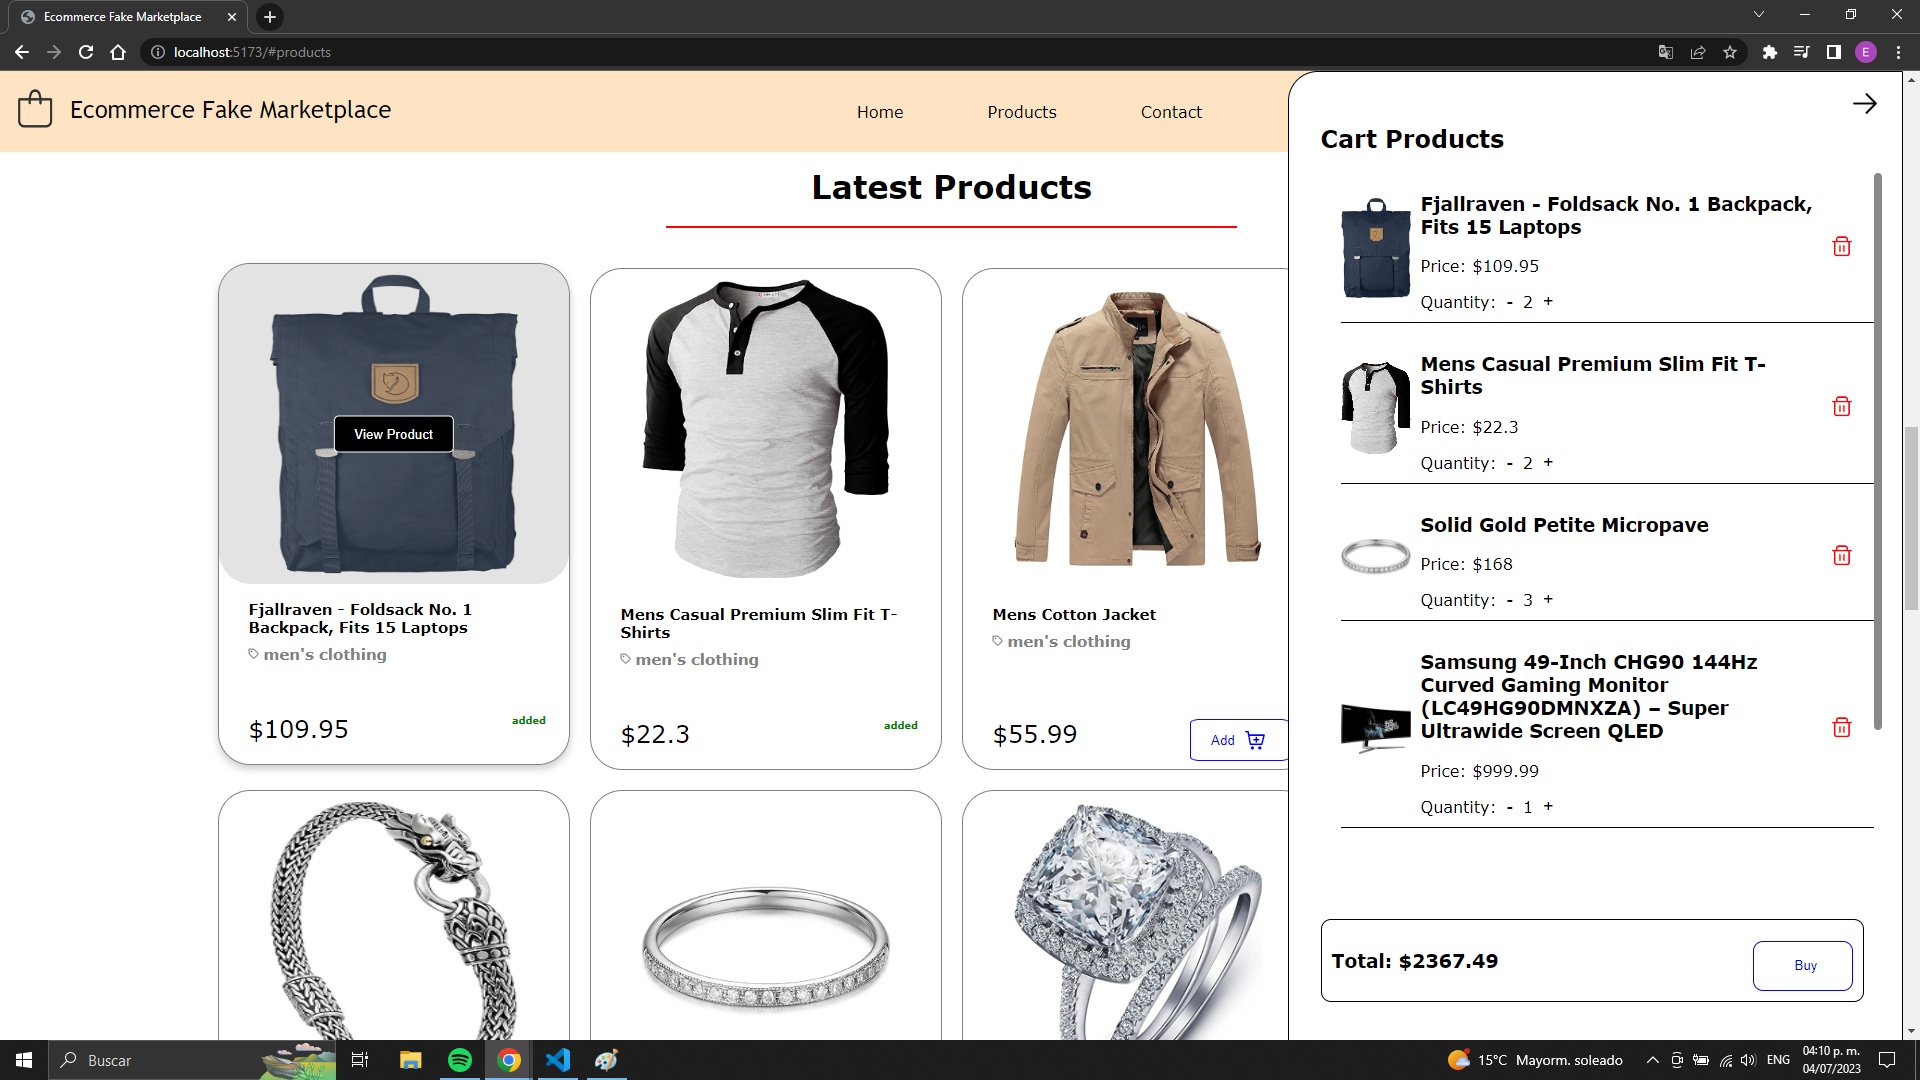 Ecommerce Fake Marketplace
localhost:5173/#products
E
Ecommerce Fake Marketplace
Home
Products
Contact
Latest Products
View Product
Fjallraven - Foldsack No. 1
Backpack, Fits 15 Laptops
men's clothing
$109.95
added
Mens Casual Premium Slim Fit T-
Shirts
men's clothing
$22.3
added
Mens Cotton Jacket
men's clothing
$55.99
Add
Cart Products
Fjallraven - Foldsack No. 1 Backpack,
Fits 15 Laptops
Price: $109.95
Quantity: - 2 +
Mens Casual Premium Slim Fit T-
Shirts
Price: $22.3
Quantity: - 2 +
Solid Gold Petite Micropave
Price: $168
Quantity: - 3 +
Samsung 49-Inch CHG90 144Hz
Curved Gaming Monitor
(LC49HG90DMNXZA) – Super
Ultrawide Screen QLED
Price: $999.99
Quantity: - 1 +
Total: $2367.49
Buy
Buscar
15°C Mayorm. soleado
ENG
04:10 p. m.
04/07/2023